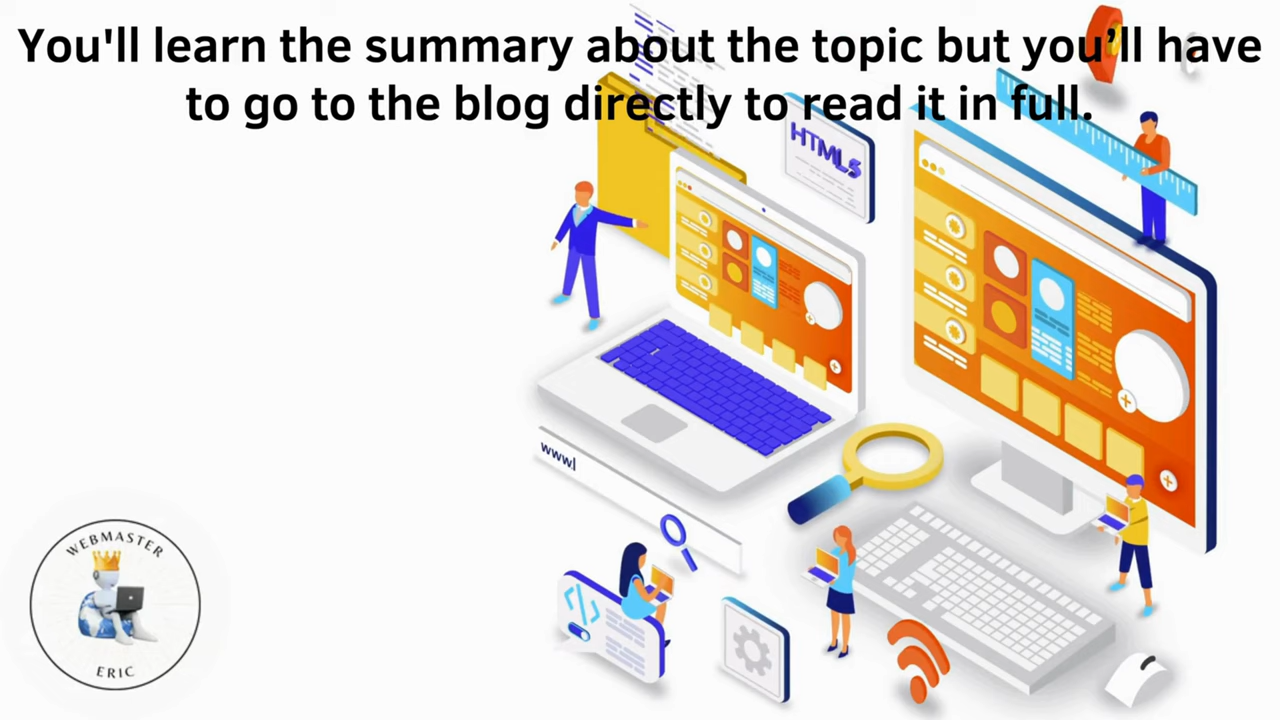 You'll learn the summary about the topic but you'll have
to go to the blog directly to read it in full.
HTML5
www|
</>
WEBMASTER
ERIC